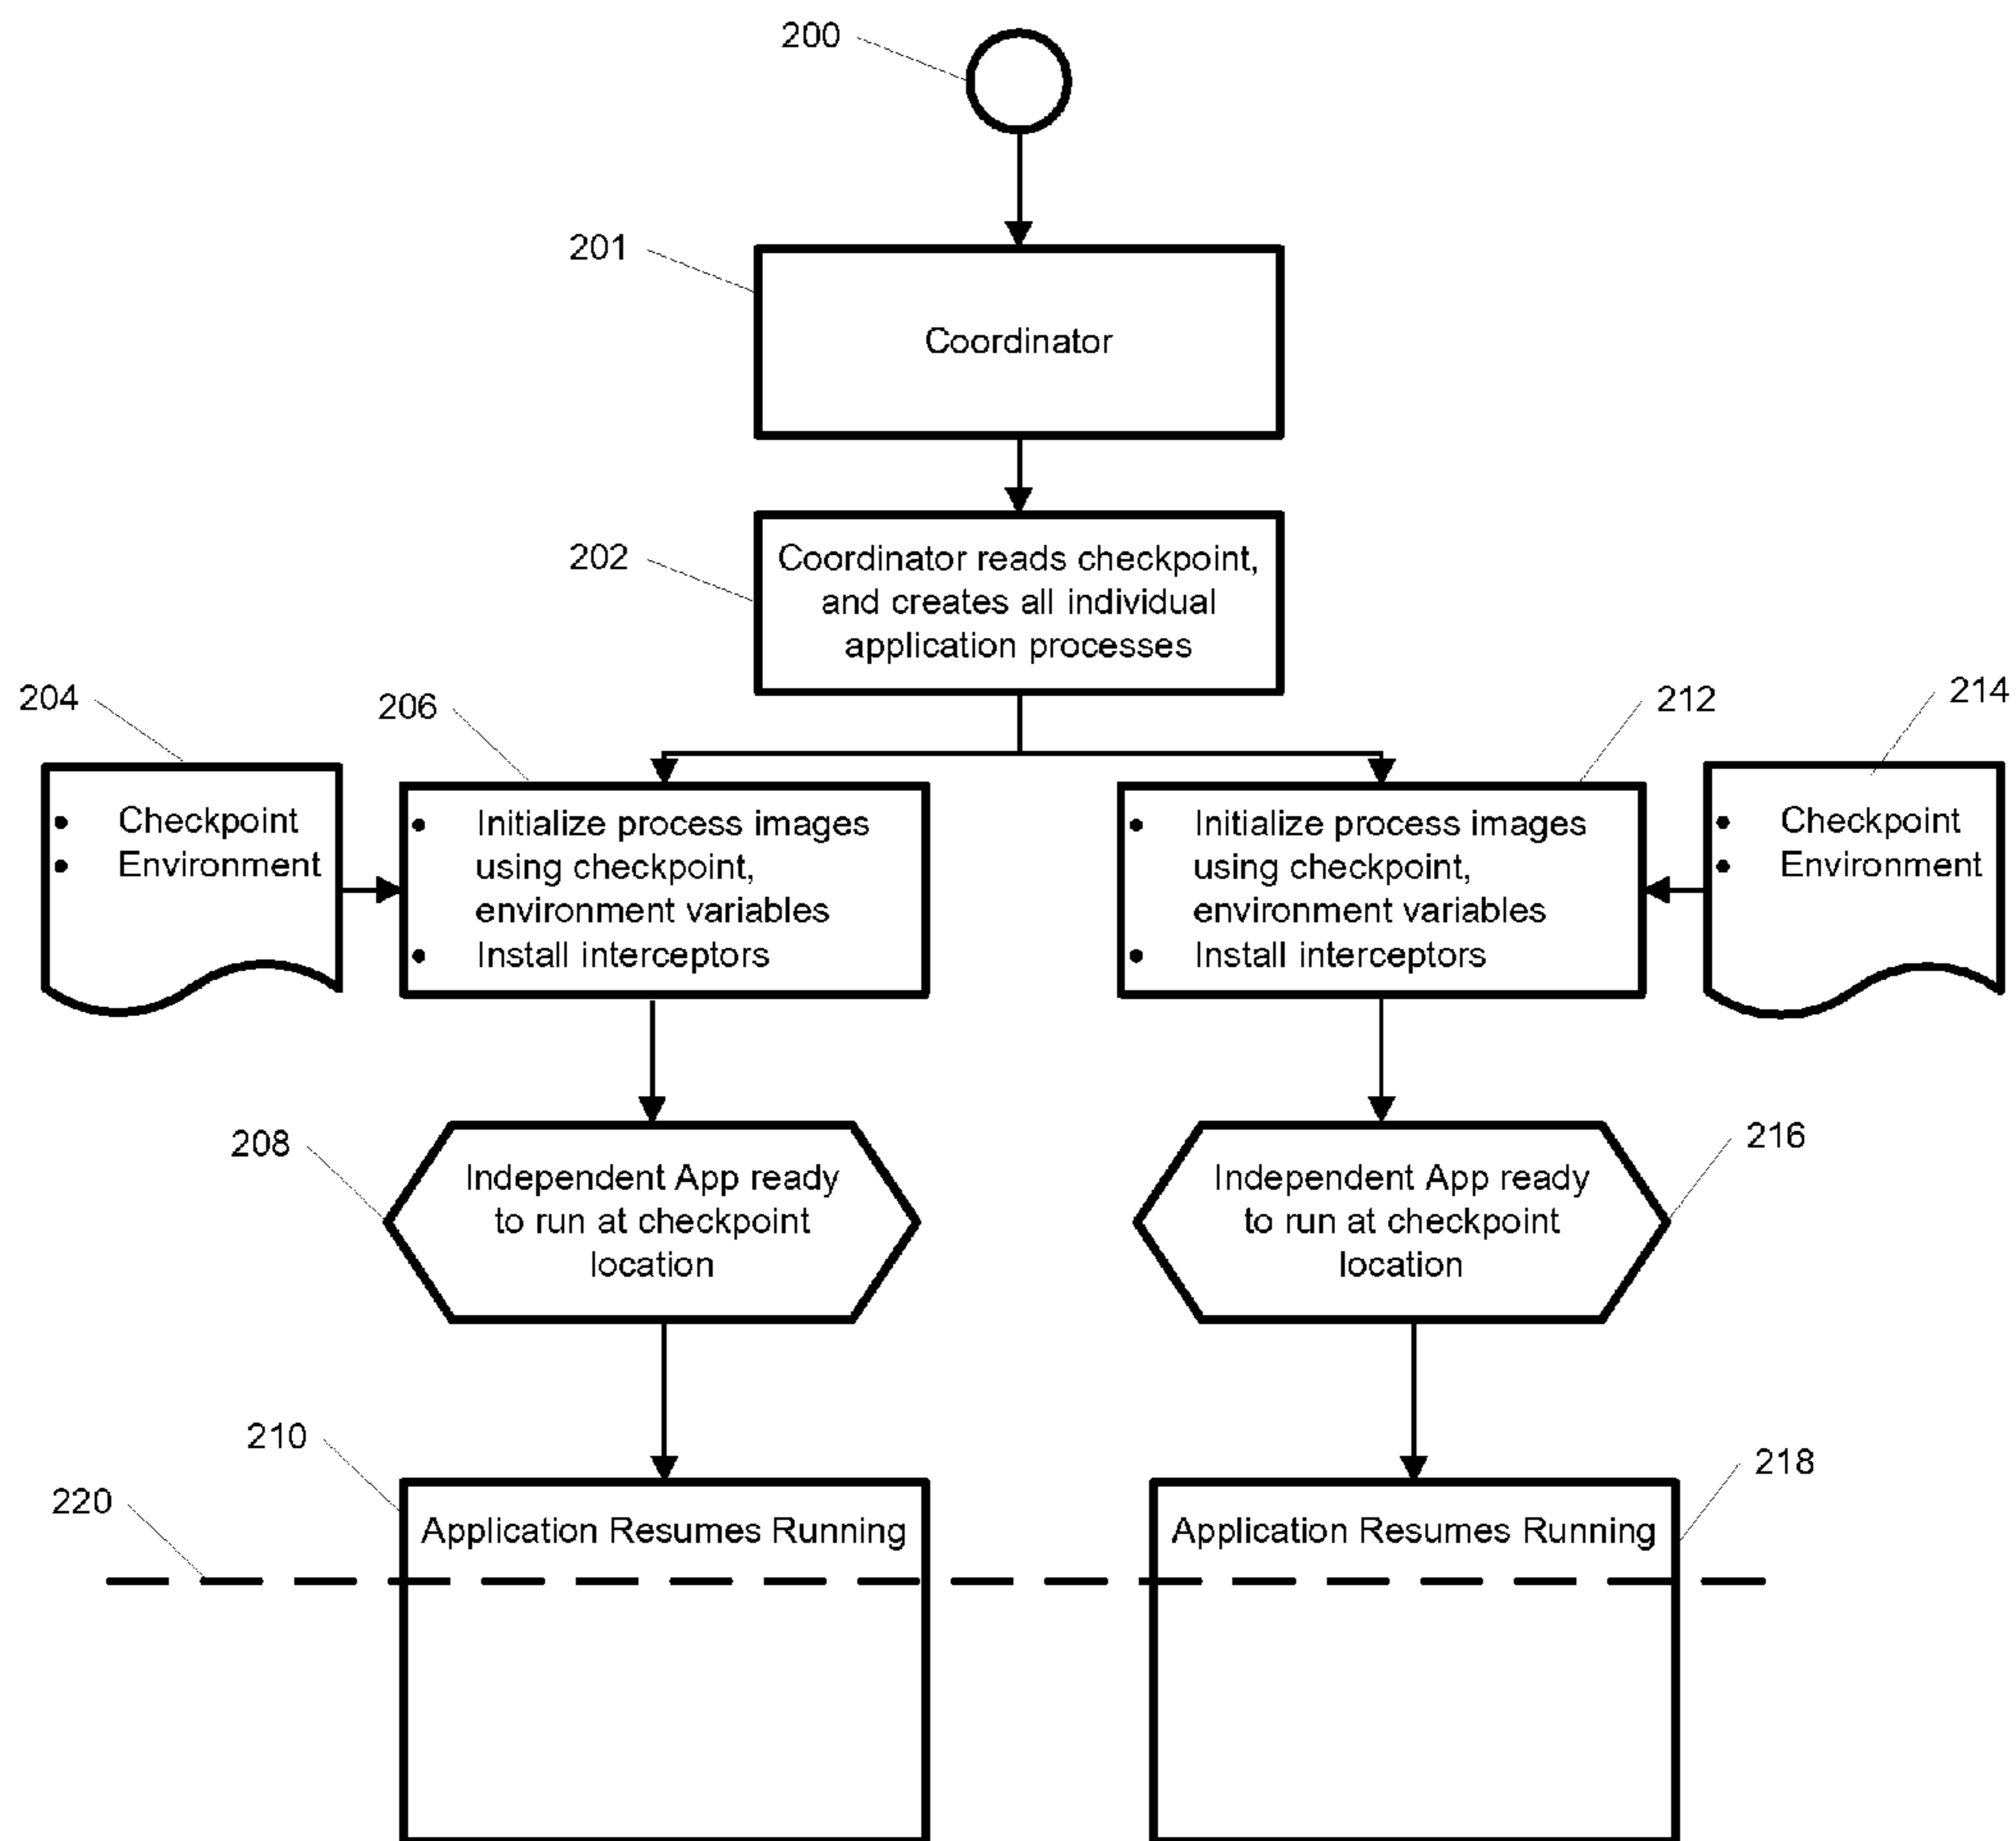 200
201
Coordinator
202
Coordinator reads checkpoint,
and creates all individual
application processes
204
206
212
214
• Checkpoint
• Environment
• Initialize process images
using checkpoint,
environment variables
• Install interceptors
• Initialize process images
using checkpoint,
environment variables
• Install interceptors
• Checkpoint
• Environment
208
Independent App ready
to run at checkpoint
location
Independent App ready
to run at checkpoint
location
216
210
218
220
Application Resumes Running
Application Resumes Running